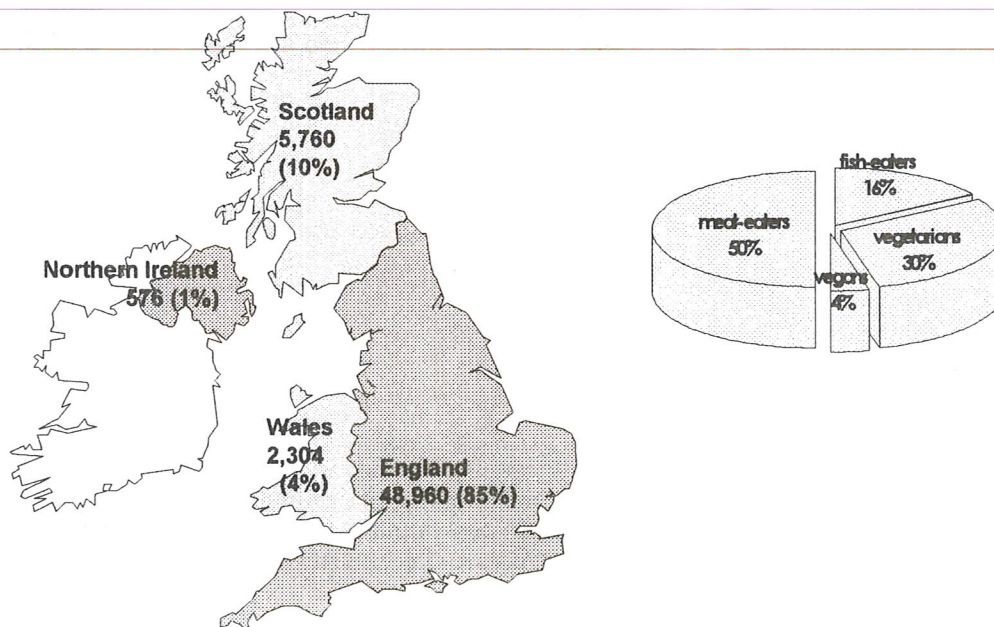 Scotland
5,760
(10%)
Northern Ireland
576 (1%)
Wales
2,304
(4%)
England
48,960 (85%)
fish-eaters
16%
meat-eaters
50%
vegetarians
30%
vegans
4%